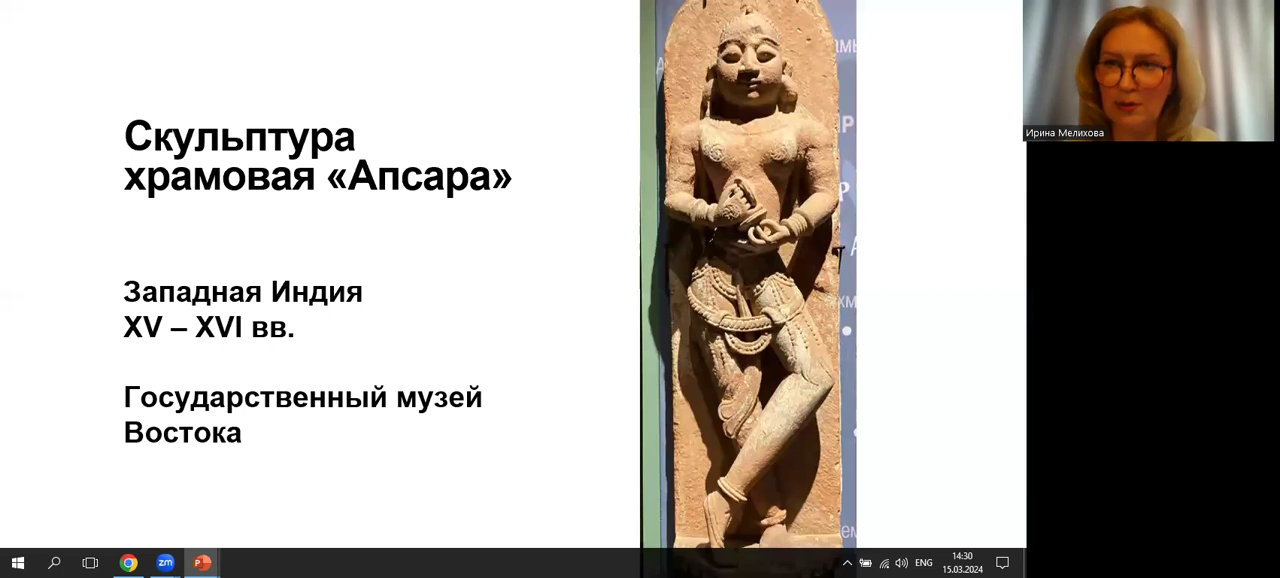 Скульптура
храмовая «Апсара»
Западная Индия
XV – XVI вв.
Государственный музей
Востока
Ирина Мелихова
zm
P
ENG
14:30
15.03.2024